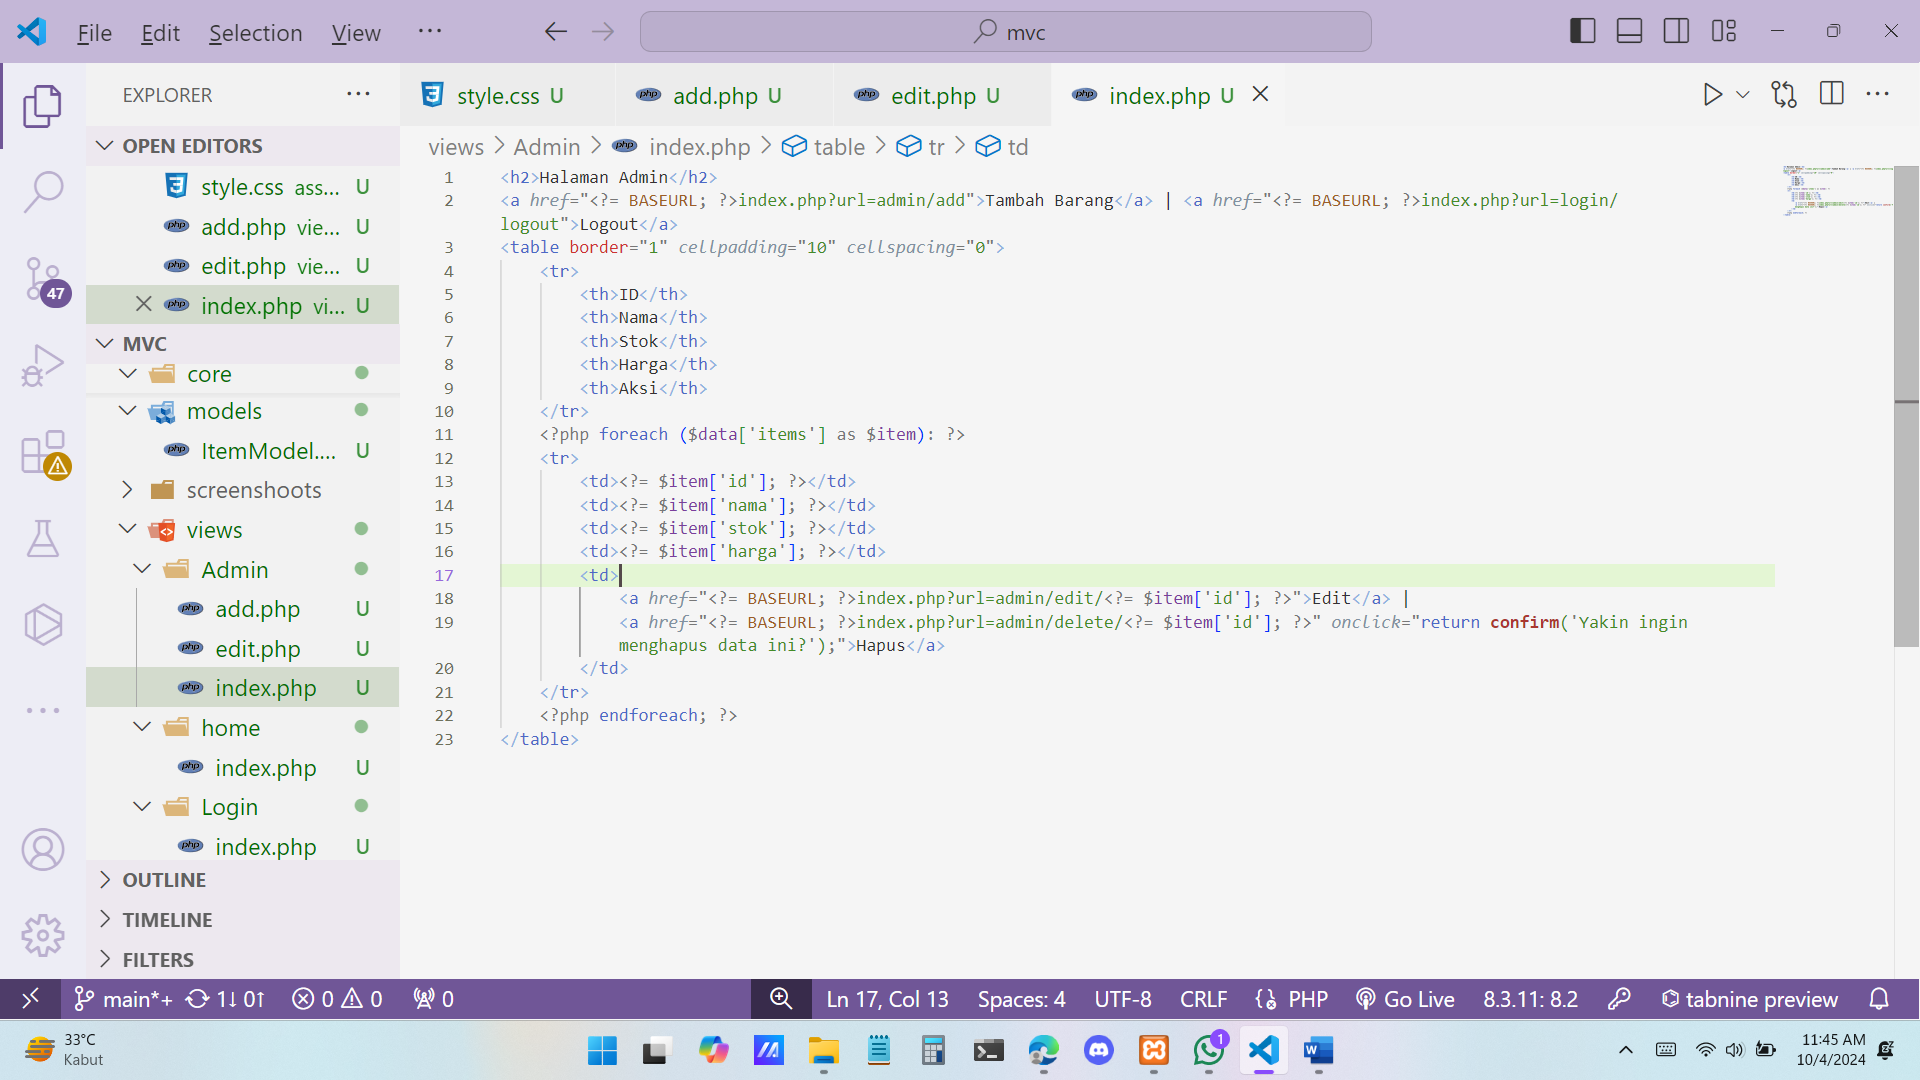 File Edit Selection View ··· mvc
EXPLORER ···
style.css U add.php U edit.php U index.php U
OPEN EDITORS
style.css ass... U
add.php vie... U
edit.php vie... U
index.php vi... U
MVC
core
models
ItemModel.... U
screenshoots
views
Admin
add.php U
edit.php U
index.php U
home
index.php U
Login
index.php U
OUTLINE
TIMELINE
FILTERS
47
views > Admin > index.php > table > tr > td
1 <h2>Halaman Admin</h2>
2 <a href="<?= BASEURL; ?>index.php?url=admin/add">Tambah Barang</a> | <a href="<?= BASEURL; ?>index.php?url=login/
logout">Logout</a>
3 <table border="1" cellpadding="10" cellspacing="0">
4 <tr>
5 <th>ID</th>
6 <th>Nama</th>
7 <th>Stok</th>
8 <th>Harga</th>
9 <th>Aksi</th>
10 </tr>
11 <?php foreach ($data['items'] as $item): ?>
12 <tr>
13 <td><?= $item['id']; ?></td>
14 <td><?= $item['nama']; ?></td>
15 <td><?= $item['stok']; ?></td>
16 <td><?= $item['harga']; ?></td>
17 <td>
18 <a href="<?= BASEURL; ?>index.php?url=admin/edit/<?= $item['id']; ?>">Edit</a> |
19 <a href="<?= BASEURL; ?>index.php?url=admin/delete/<?= $item['id']; ?>" onclick="return confirm('Yakin ingin
menghapus data ini?');">Hapus</a>
20 </td>
21 </tr>
22 <?php endforeach; ?>
23 </table>
main*+ 1↓ 0↑ 0 0 0 Ln 17, Col 13 Spaces: 4 UTF-8 CRLF PHP Go Live 8.3.11: 8.2 tabnine preview
33°C
Kabut
1
11:45 AM
10/4/2024